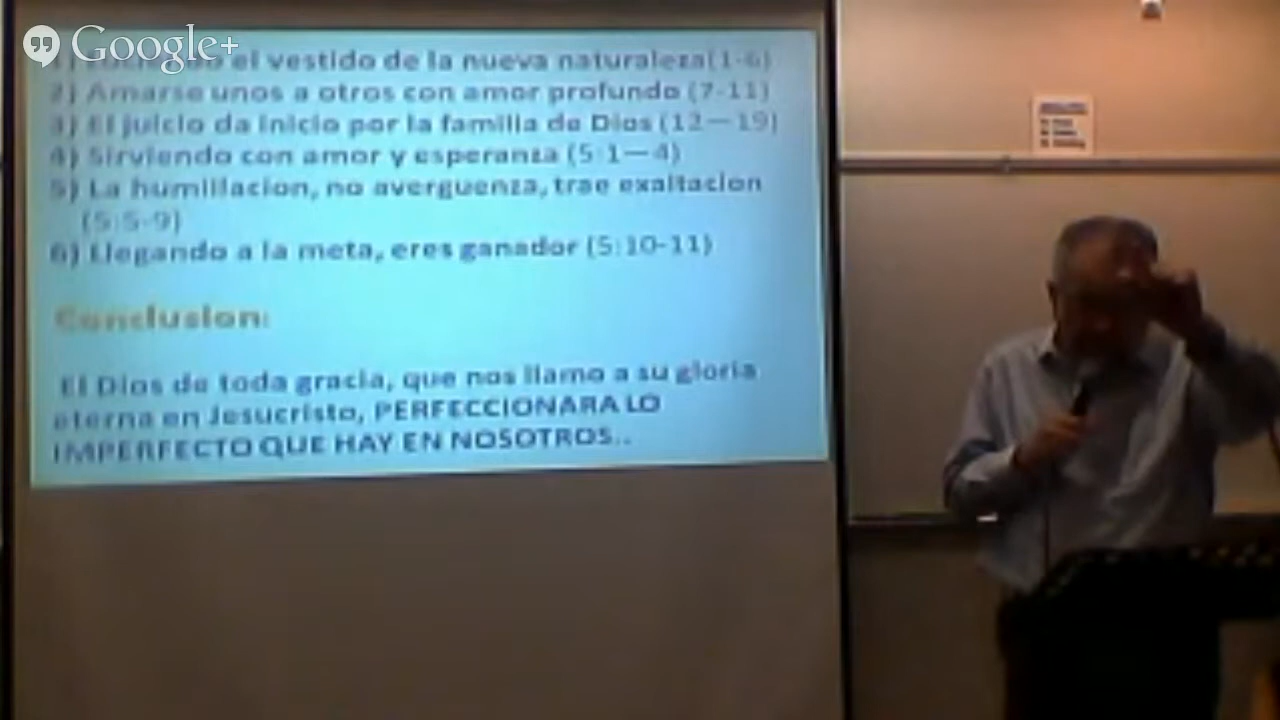 Google+
el vestido de la nueva naturaleza(1-6)
2) Amarse unos a otros con amor profundo (7-11)
3) El juicio da inicio por la familia de Dios (12—19)
4) Sirviendo con amor y esperanza (5:1—4)
5) La humillacion, no averguenza, trae exaltacion
(5:5-9)
6) Llegando a la meta, eres ganador (5:10-11)
Conclusion:
El Dios de toda gracia, que nos llamo a su gloria
eterna en Jesucristo, PERFECCIONARA LO
IMPERFECTO QUE HAY EN NOSOTROS..